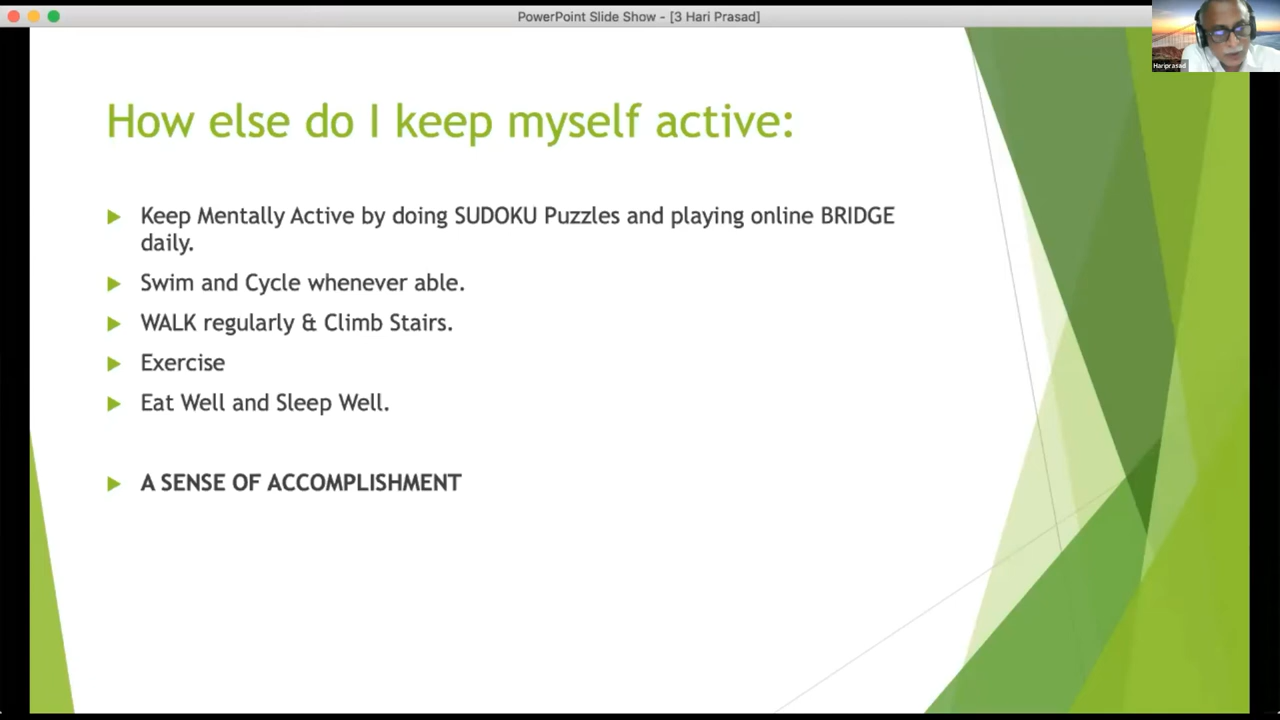 PowerPoint Slide Show - [3 Hari Prasad]
Hariprasad
How else do I keep myself active:
Keep Mentally Active by doing SUDOKU Puzzles and playing online BRIDGE
daily.
Swim and Cycle whenever able.
WALK regularly & Climb Stairs.
Exercise
Eat Well and Sleep Well.
A SENSE OF ACCOMPLISHMENT